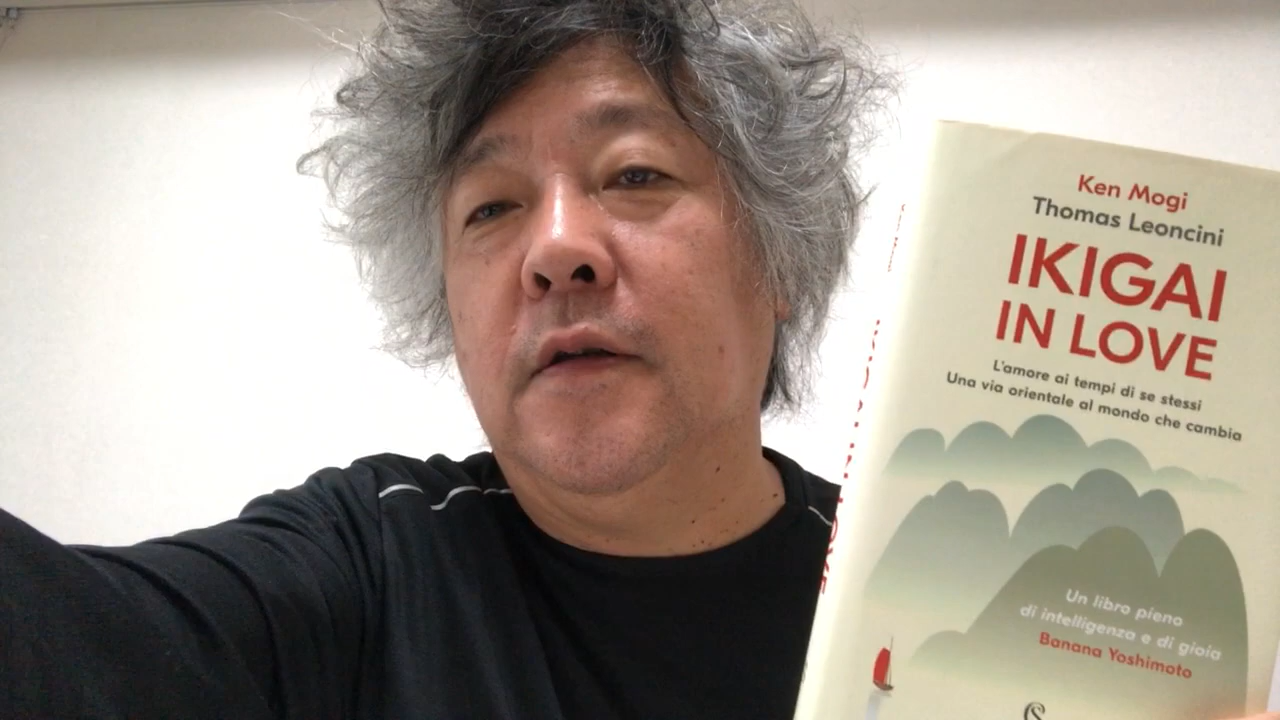 Ken Mogi
Thomas Leoncini
IKIGAI
IN LOVE
L'amore ai tempi di se stessi
Una via orientale al mondo che cambia
Un libro pieno
di intelligenza e di gioia
Banana Yoshimoto